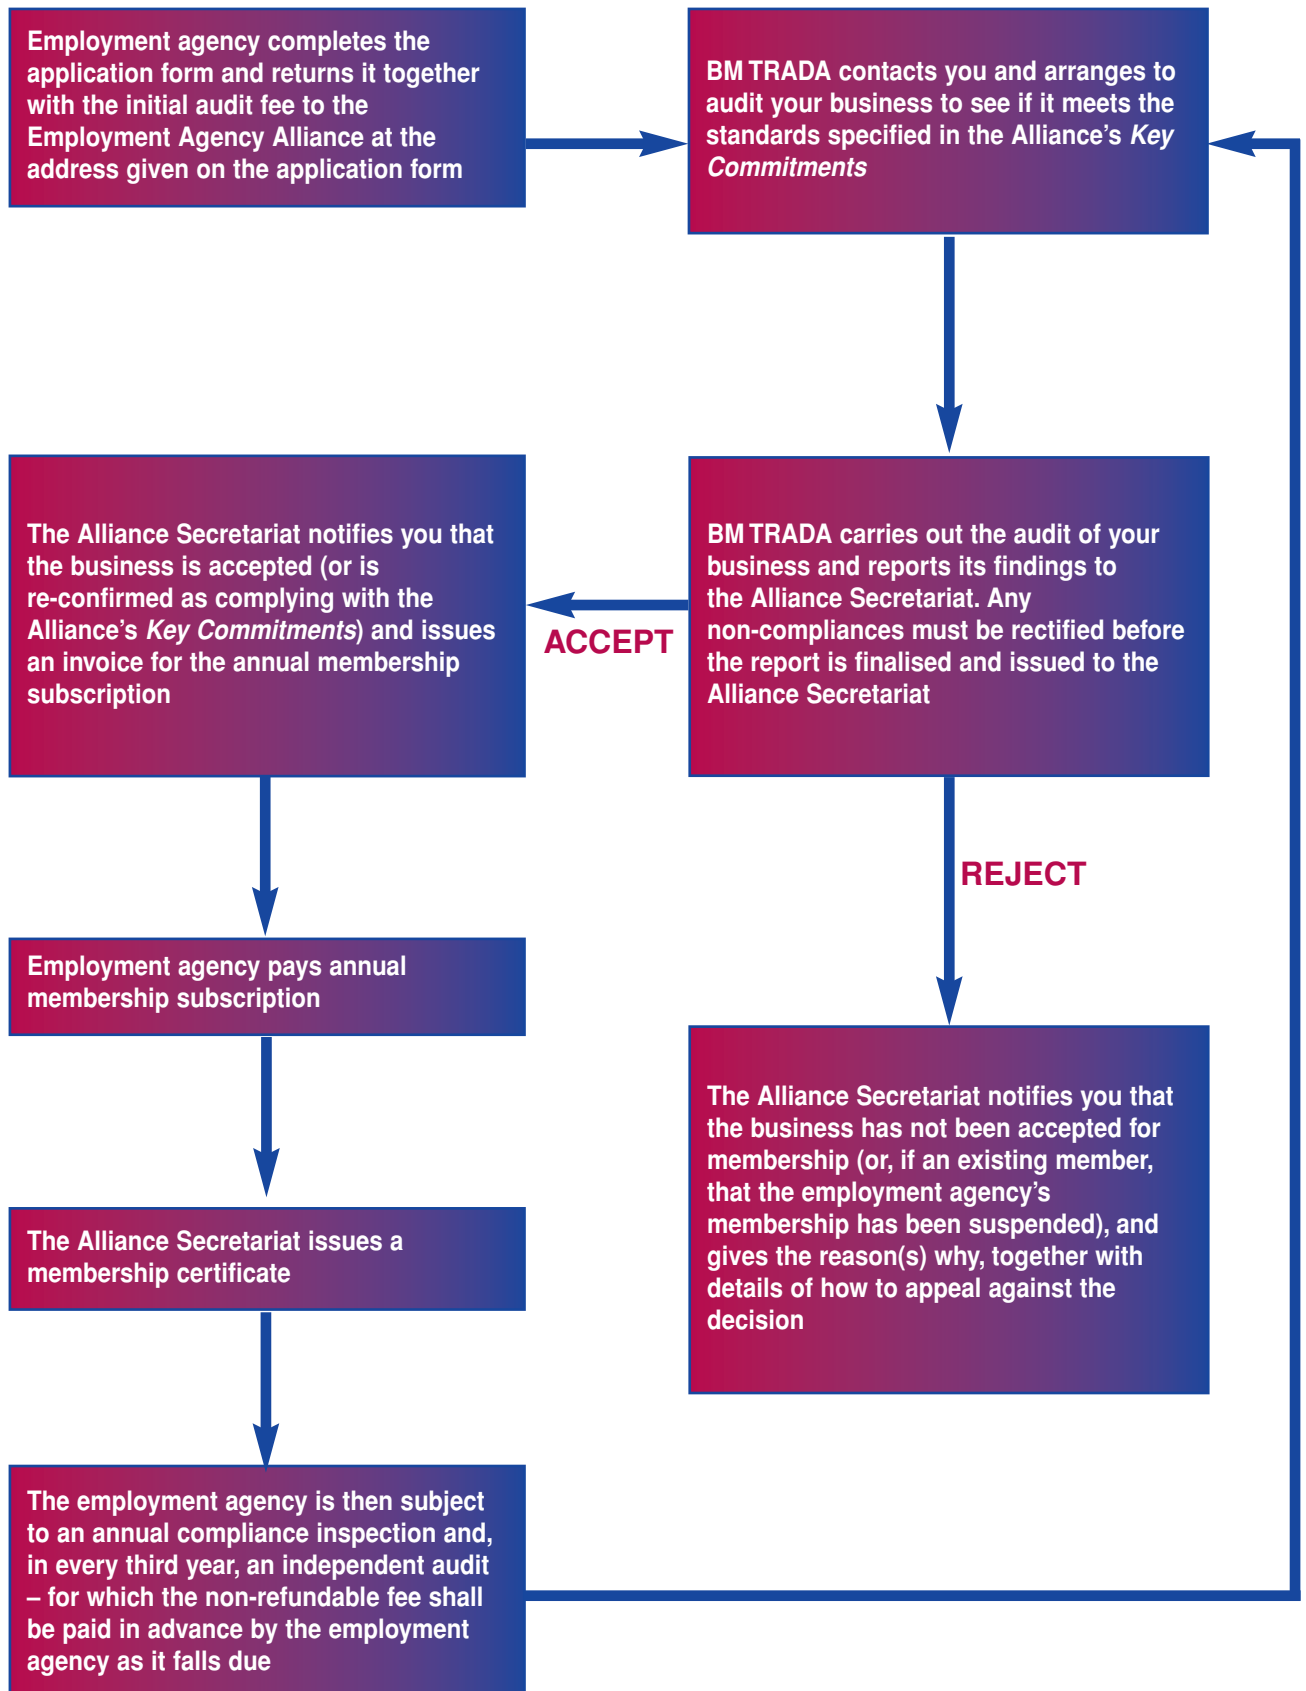 Employment agency completes the
application form and returns it together
with the initial audit fee to the
Employment Agency Alliance at the
address given on the application form
BM TRADA contacts you and arranges to
audit your business to see if it meets the
standards specified in the Alliance’s Key
Commitments
BM TRADA carries out the audit of your
business and reports its findings to
the Alliance Secretariat. Any
non-compliances must be rectified before
the report is finalised and issued to the
Alliance Secretariat
ACCEPT
The Alliance Secretariat notifies you that
the business is accepted (or is
re-confirmed as complying with the
Alliance’s Key Commitments) and issues
an invoice for the annual membership
subscription
Employment agency pays annual
membership subscription
The Alliance Secretariat issues a
membership certificate
The employment agency is then subject
to an annual compliance inspection and,
in every third year, an independent audit
– for which the non-refundable fee shall
be paid in advance by the employment
agency as it falls due
REJECT
The Alliance Secretariat notifies you that
the business has not been accepted for
membership (or, if an existing member,
that the employment agency’s
membership has been suspended), and
gives the reason(s) why, together with
details of how to appeal against the
decision